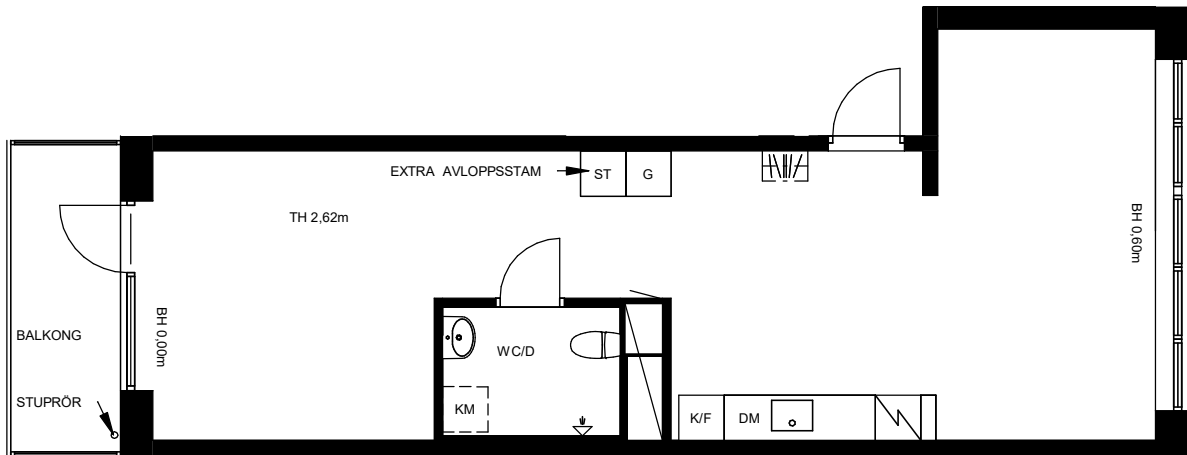 EXTRA AVLOPPSSTAM
ST
G
TH 2,62m
BH 0,60m
BH 0,00m
BALKONG
WC/D
STUPRÖR
KM
K/F
DM